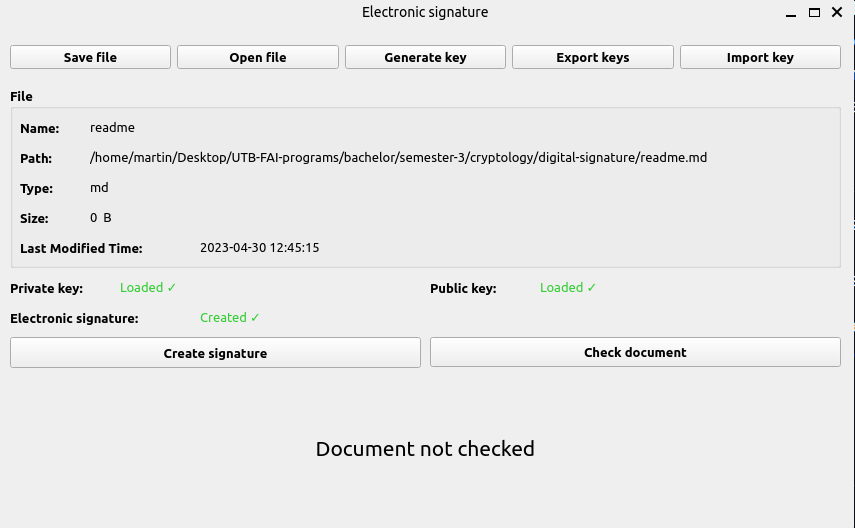 Electronic signature
Save file Open file Generate key Export keys Import key
File
Name: readme
Path: /home/martin/Desktop/UTB-FAI-programs/bachelor/semester-3/cryptology/digital-signature/readme.md
Type: md
Size: 0 B
Last Modified Time: 2023-04-30 12:45:15
Private key: Loaded ✓ Public key: Loaded ✓
Electronic signature: Created ✓
Create signature Check document
Document not checked